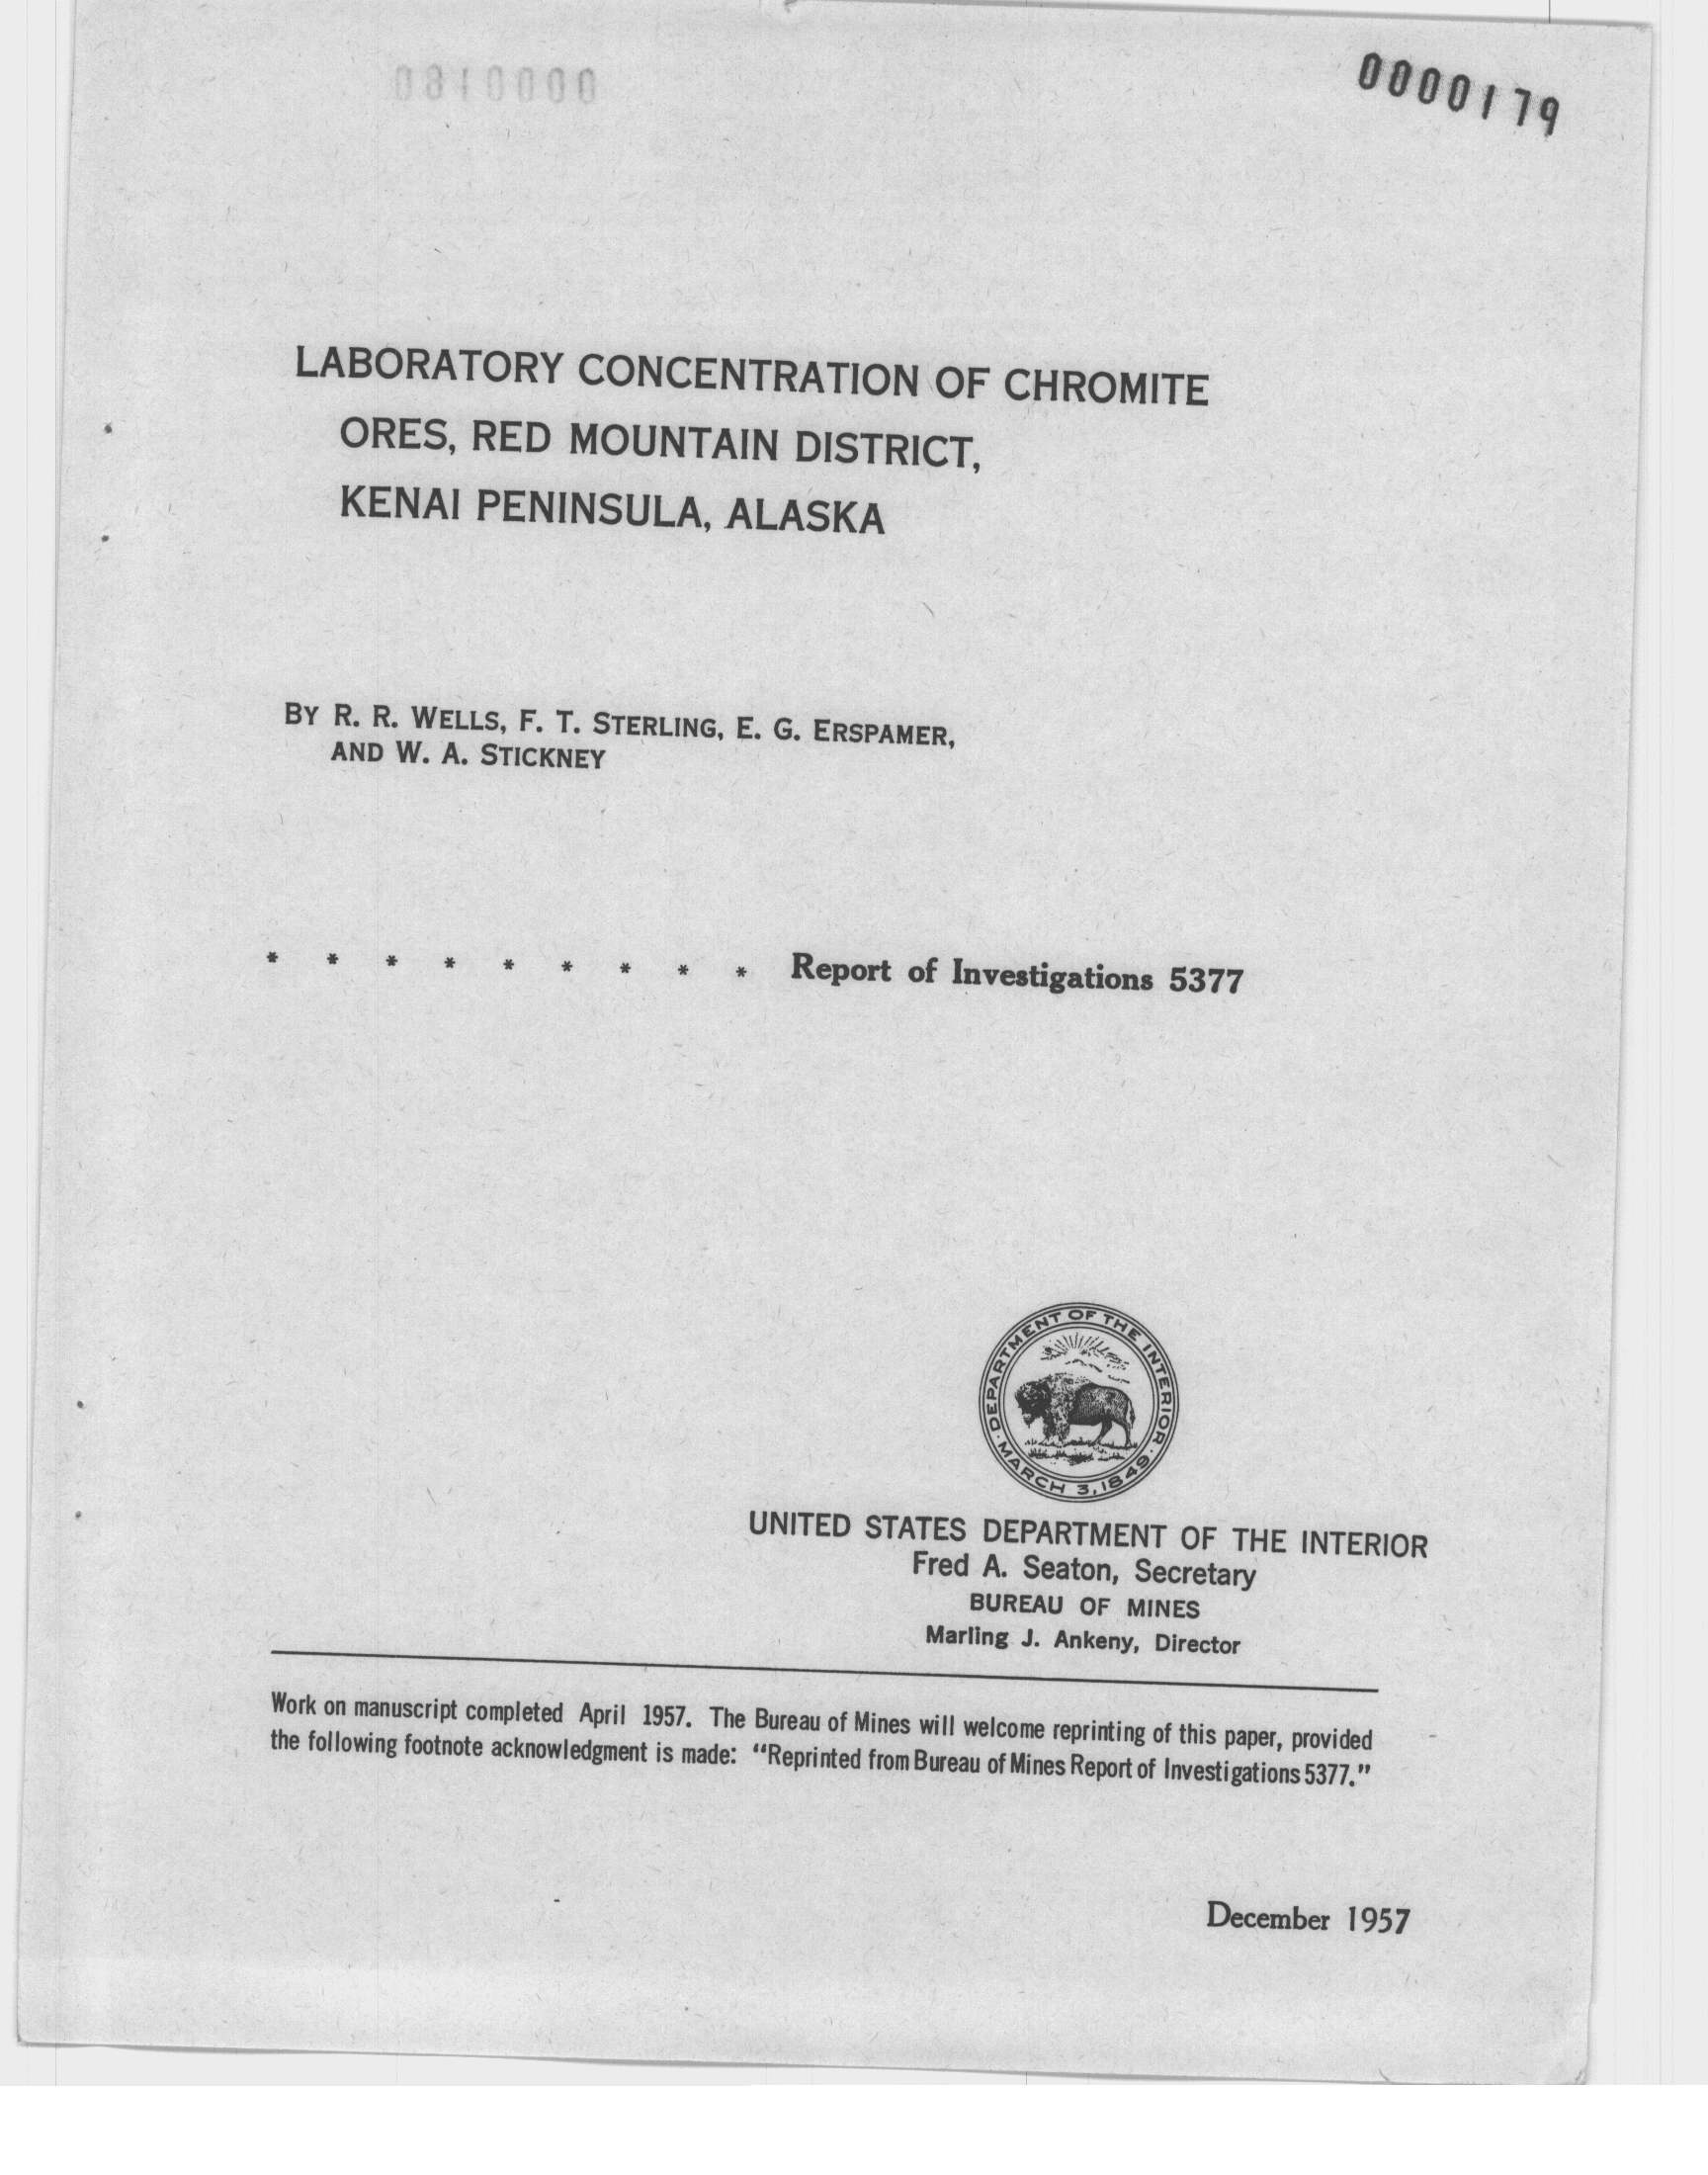 0000179
LABORATORY CONCENTRATION OF CHROMITE
ORES, RED MOUNTAIN DISTRICT,
KENAI PENINSULA, ALASKA
BY R. R. WELLS, F. T. STERLING, E. G. ERSPAMER,
AND W. A. STICKNEY
* * * * * * * * * Report of Investigations 5377
DEPARTMENT OF THE INTERIOR
MARCH 3, 1849
UNITED STATES DEPARTMENT OF THE INTERIOR
Fred A. Seaton, Secretary
BUREAU OF MINES
Marling J. Ankeny, Director
Work on manuscript completed April 1957. The Bureau of Mines will welcome reprinting of this paper, provided
the following footnote acknowledgment is made: “Reprinted from Bureau of Mines Report of Investigations 5377.”
December 1957